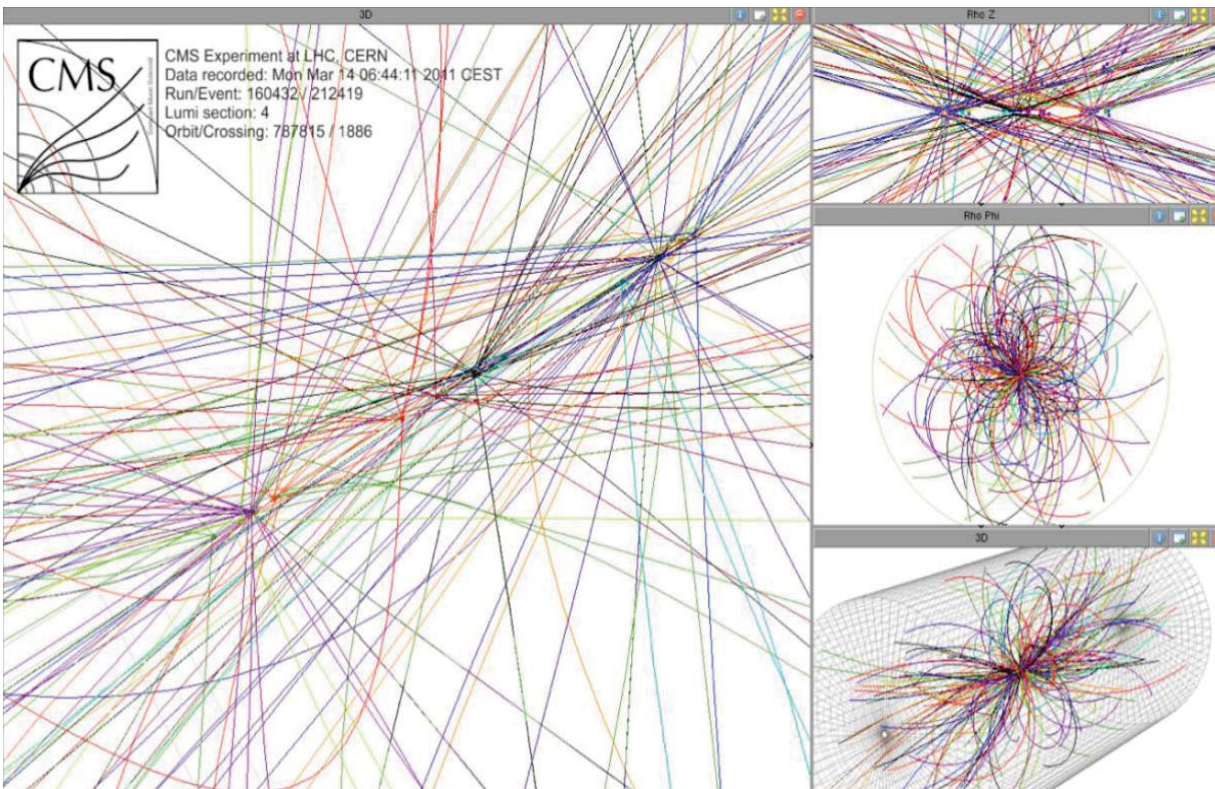 3D
CMS
CMS Experiment at LHC, CERN
Data recorded: Mon Mar 14 06:44:11 2011 CEST
Run/Event: 160432 / 212419
Lumi section: 4
Orbit/Crossing: 787815 / 1886
Rho Z
Rho Phi
3D